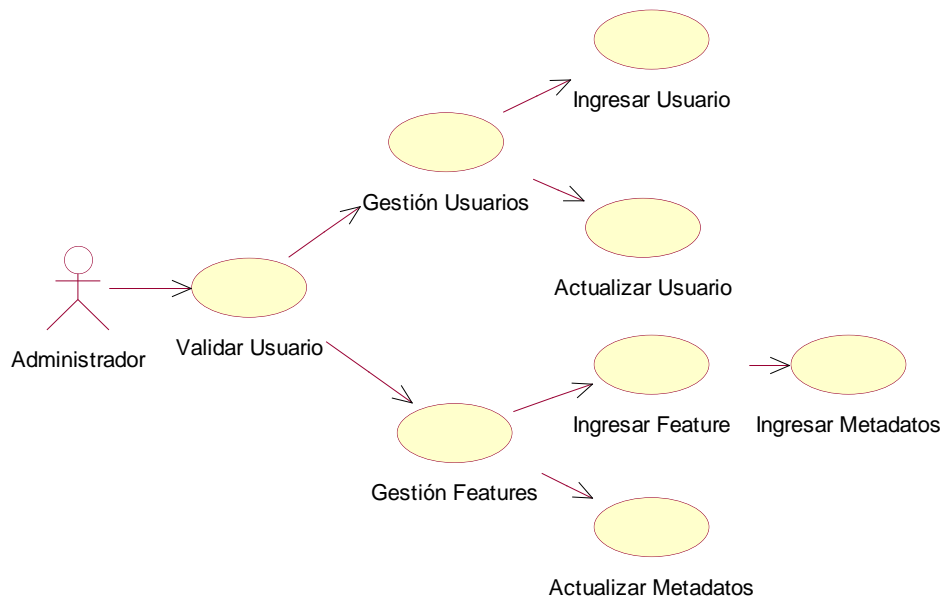 Ingresar Usuario
Gestión Usuarios
Actualizar Usuario
Administrador
Validar Usuario
Ingresar Feature
Ingresar Metadatos
Gestión Features
Actualizar Metadatos